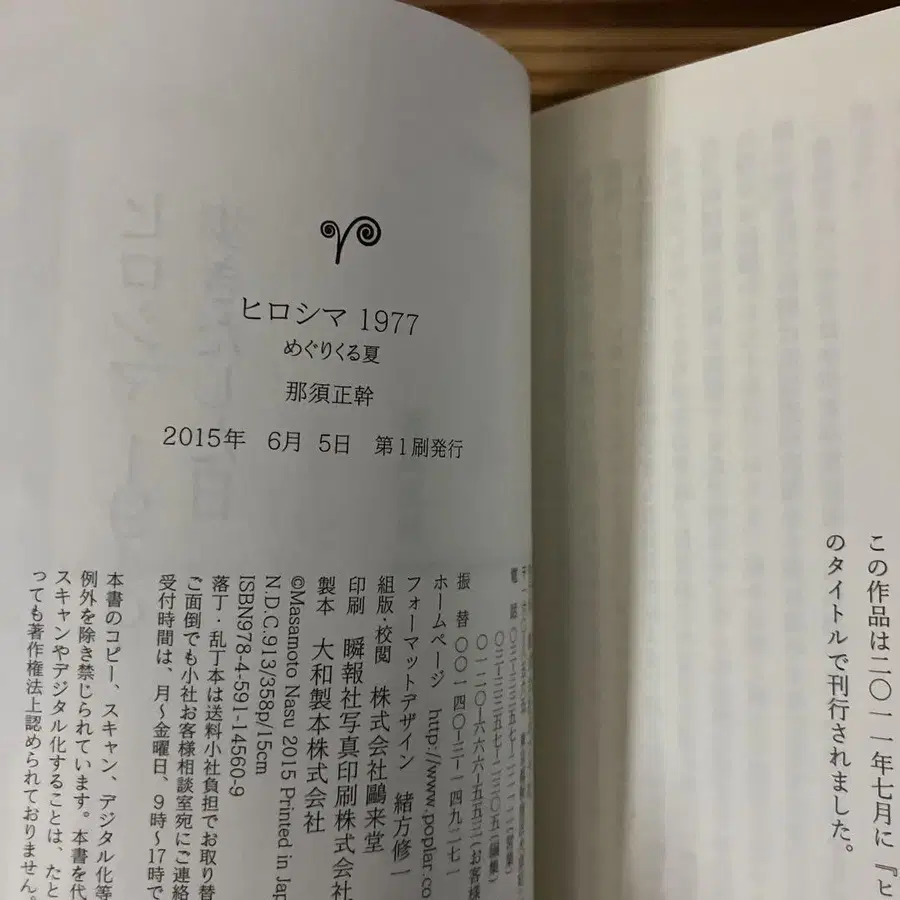 この作品は二〇一一年七月に『ヒ
のタイトルで刊行されました。
ヒロシマ 1977
めぐりくる夏
那須正幹
2015年 6月 5日 第1刷発行
振替 〇〇一四〇-三-一四九二七一
ホームページ http://www.poplar.co
フォーマットデザイン 緒方修一
組版・校閲 株式会社鷗来堂
印刷 瞬報社写真印刷株式会社
製本 大和製本株式会社
©Masamoto Nasu 2015 Printed in Jap
N.D.C.913/358p/15cm
ISBN978-4-591-14560-9
落丁・乱丁本は送料小社負担でお取り替
ご面倒でも小社お客様相談室宛にご連絡
受付時間は、月〜金曜日、9時〜17時で
本書のコピー、スキャン、デジタル化等
例外を除き禁じられています。本書を代
スキャンやデジタル化することは、たと
っても著作権法上認められておりません。